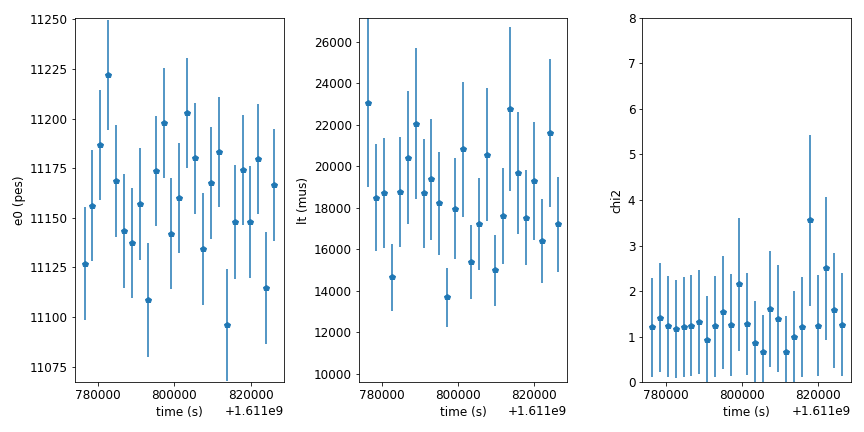 e0 (pes)
11250
11225
11200
11175
11150
11125
11100
11075
780000 800000 820000
time (s) +1.611e9
lt (mus)
26000
24000
22000
20000
18000
16000
14000
12000
10000
780000 800000 820000
time (s) +1.611e9
chi2
8
7
6
5
4
3
2
1
0
780000 800000 820000
time (s) +1.611e9